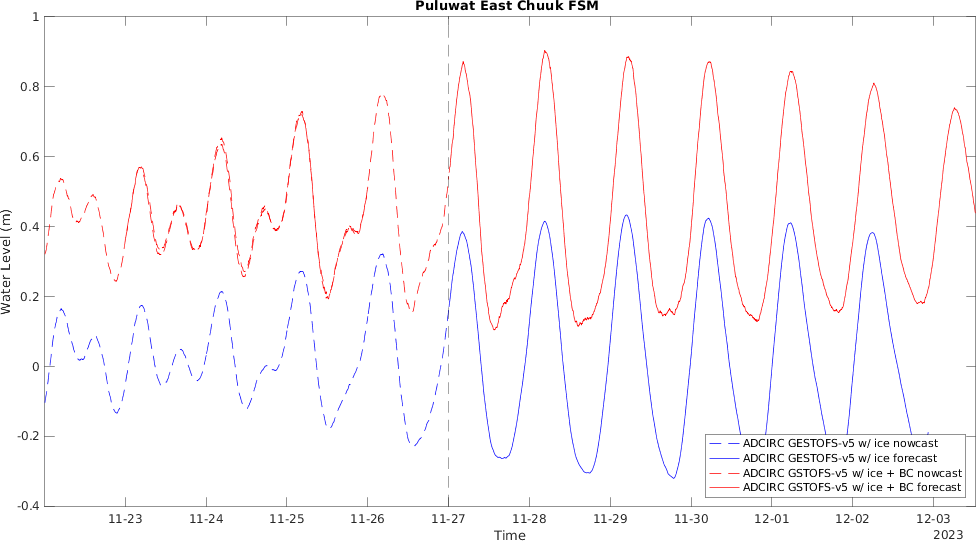 Puluwat East Chuuk FSM
1
0.8
0.6
0.4
0.2
0
-0.2
-0.4
Water Level (m)
ADCIRC GESTOFS-v5 w/ ice nowcast
ADCIRC GESTOFS-v5 w/ ice forecast
ADCIRC GSTOFS-v5 w/ ice + BC nowcast
ADCIRC GSTOFS-v5 w/ ice + BC forecast
11-23 11-24 11-25 11-26 11-27 11-28 11-29 11-30 12-01 12-02 12-03
Time
2023